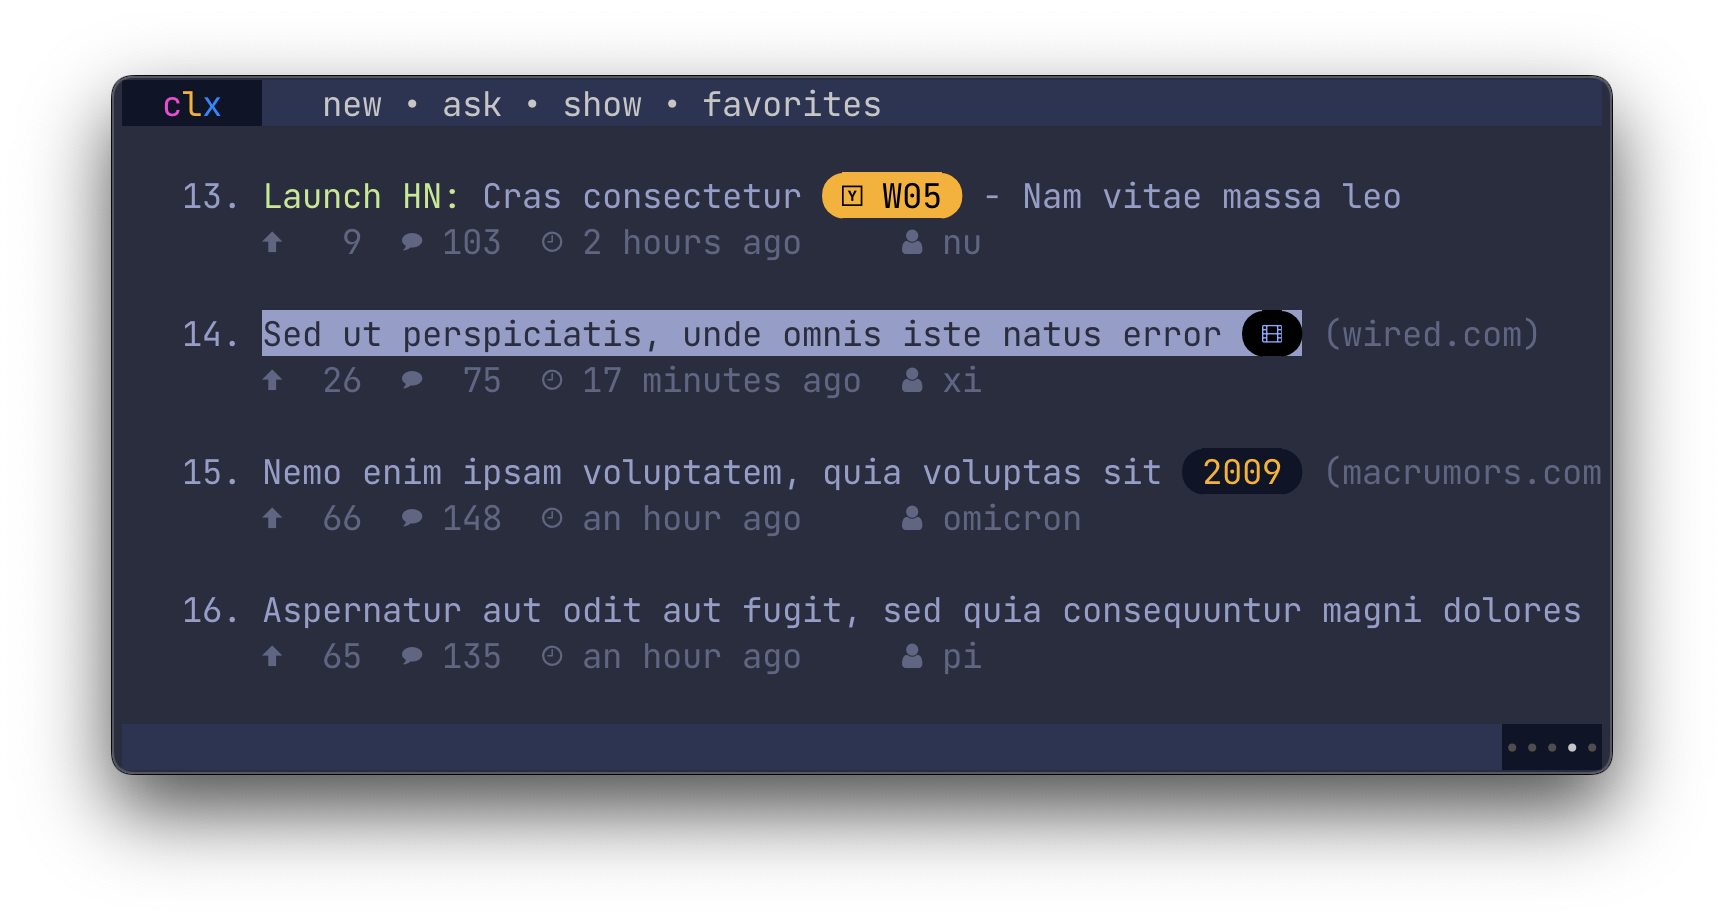 clx new • ask • show • favorites
13. Launch HN: Cras consectetur Y W05 - Nam vitae massa leo
9 103 2 hours ago nu
14. Sed ut perspiciatis, unde omnis iste natus error (wired.com)
26 75 17 minutes ago xi
15. Nemo enim ipsam voluptatem, quia voluptas sit 2009 (macrumors.com
66 148 an hour ago omicron
16. Aspernatur aut odit aut fugit, sed quia consequuntur magni dolores
65 135 an hour ago pi